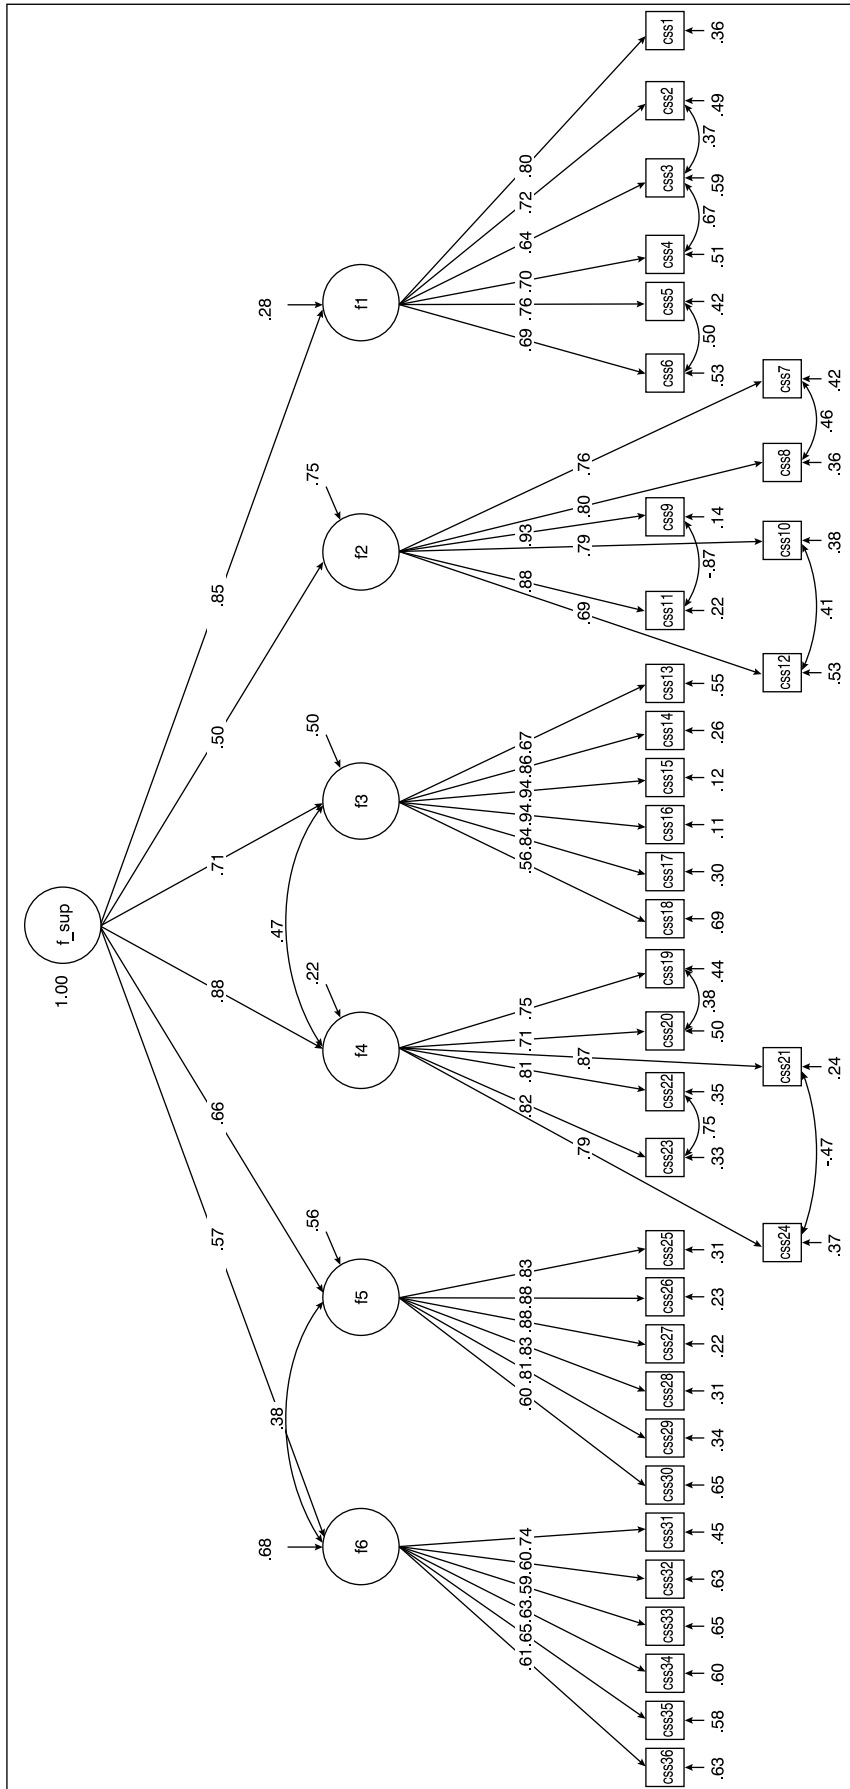 1.00
f_sup
.57
.66
.88
.71
.50
.85
.38
.47
.68
.56
.22
.50
.75
.28
f6
f5
f4
f3
f2
f1
.61
.65
.63
.59
.60
.74
.60
.81
.83
.88
.88
.83
.79
.82
.81
.87
.71
.75
.56
.84
.94
.94
.86
.67
.69
.88
.79
.93
.80
.76
.69
.76
.70
.64
.72
.80
css36
css35
css34
css33
css32
css31
css30
css29
css28
css27
css26
css25
css23
css22
css20
css19
css18
css17
css16
css15
css14
css13
css11
css9
css6
css5
css4
css3
css2
css1
.63
.58
.60
.65
.63
.45
.65
.34
.31
.22
.23
.31
.33
.75
.35
.50
.38
.44
.69
.30
.11
.12
.26
.55
.22
-.87
.14
.53
.50
.42
.51
.67
.59
.37
.49
.36
css24
css21
css12
css10
css8
css7
.37
-.47
.24
.53
.41
.38
.36
.46
.42